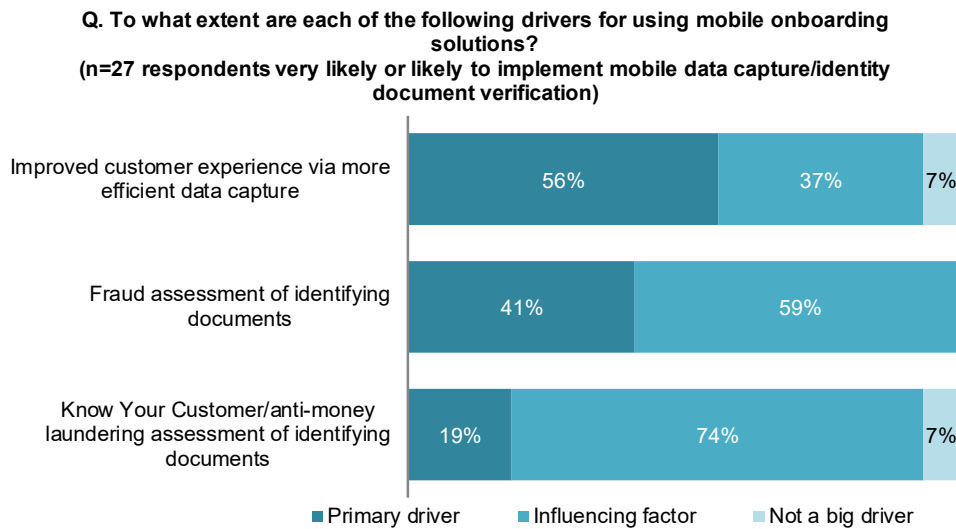 Q. To what extent are each of the following drivers for using mobile onboarding
solutions?
(n=27 respondents very likely or likely to implement mobile data capture/identity
document verification)
Improved customer experience via more
efficient data capture
56%
37%
7%
Fraud assessment of identifying
documents
41%
59%
Know Your Customer/anti-money
laundering assessment of identifying
documents
19%
74%
7%
Primary driver
Influencing factor
Not a big driver